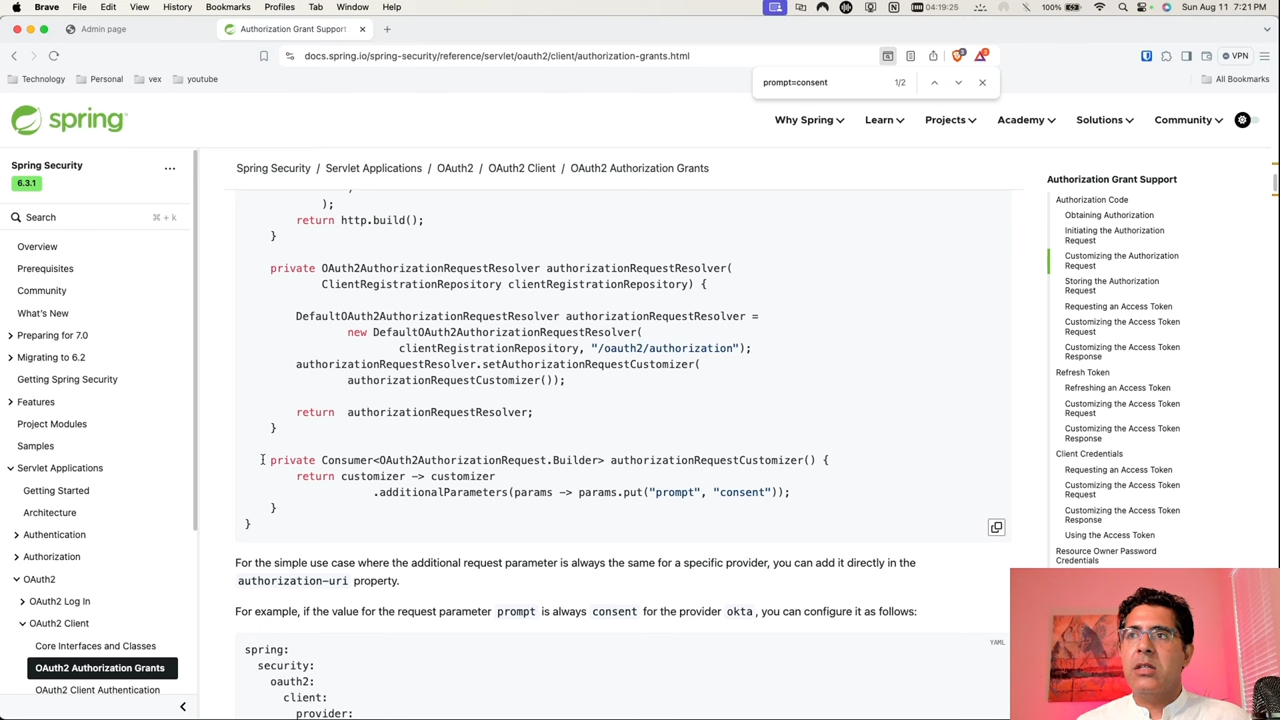 Brave File Edit View History Bookmarks Profiles Tab Window Help
04:19:25 100% Sun Aug 11 7:21 PM
Admin page
Authorization Grant Support
docs.spring.io/spring-security/reference/servlet/oauth2/client/authorization-grants.html
VPN
Technology Personal vex youtube
All Bookmarks
prompt=consent 1/2
spring
Why Spring Learn Projects Academy Solutions Community
Spring Security
6.3.1
Search ⌘ + k
Overview
Prerequisites
Community
What's New
Preparing for 7.0
Migrating to 6.2
Getting Spring Security
Features
Project Modules
Samples
Servlet Applications
Getting Started
Architecture
Authentication
Authorization
OAuth2
OAuth2 Log In
OAuth2 Client
Core Interfaces and Classes
OAuth2 Authorization Grants
OAuth2 Client Authentication
Spring Security / Servlet Applications / OAuth2 / OAuth2 Client / OAuth2 Authorization Grants
);
return http.build();
}
private OAuth2AuthorizationRequestResolver authorizationRequestResolver(
ClientRegistrationRepository clientRegistrationRepository) {
DefaultOAuth2AuthorizationRequestResolver authorizationRequestResolver =
new DefaultOAuth2AuthorizationRequestResolver(
clientRegistrationRepository, "/oauth2/authorization");
authorizationRequestResolver.setAuthorizationRequestCustomizer(
authorizationRequestCustomizer());
return authorizationRequestResolver;
}
private Consumer<OAuth2AuthorizationRequest.Builder> authorizationRequestCustomizer() {
return customizer -> customizer
.additionalParameters(params -> params.put("prompt", "consent"));
}
}
For the simple use case where the additional request parameter is always the same for a specific provider, you can add it directly in the
authorization-uri property.
For example, if the value for the request parameter prompt is always consent for the provider okta, you can configure it as follows:
YAML
spring:
security:
oauth2:
client:
provider:
Authorization Grant Support
Authorization Code
Obtaining Authorization
Initiating the Authorization
Request
Customizing the Authorization
Request
Storing the Authorization
Request
Requesting an Access Token
Customizing the Access Token
Request
Customizing the Access Token
Response
Refresh Token
Refreshing an Access Token
Customizing the Access Token
Request
Customizing the Access Token
Response
Client Credentials
Requesting an Access Token
Customizing the Access Token
Request
Customizing the Access Token
Response
Using the Access Token
Resource Owner Password
Credentials